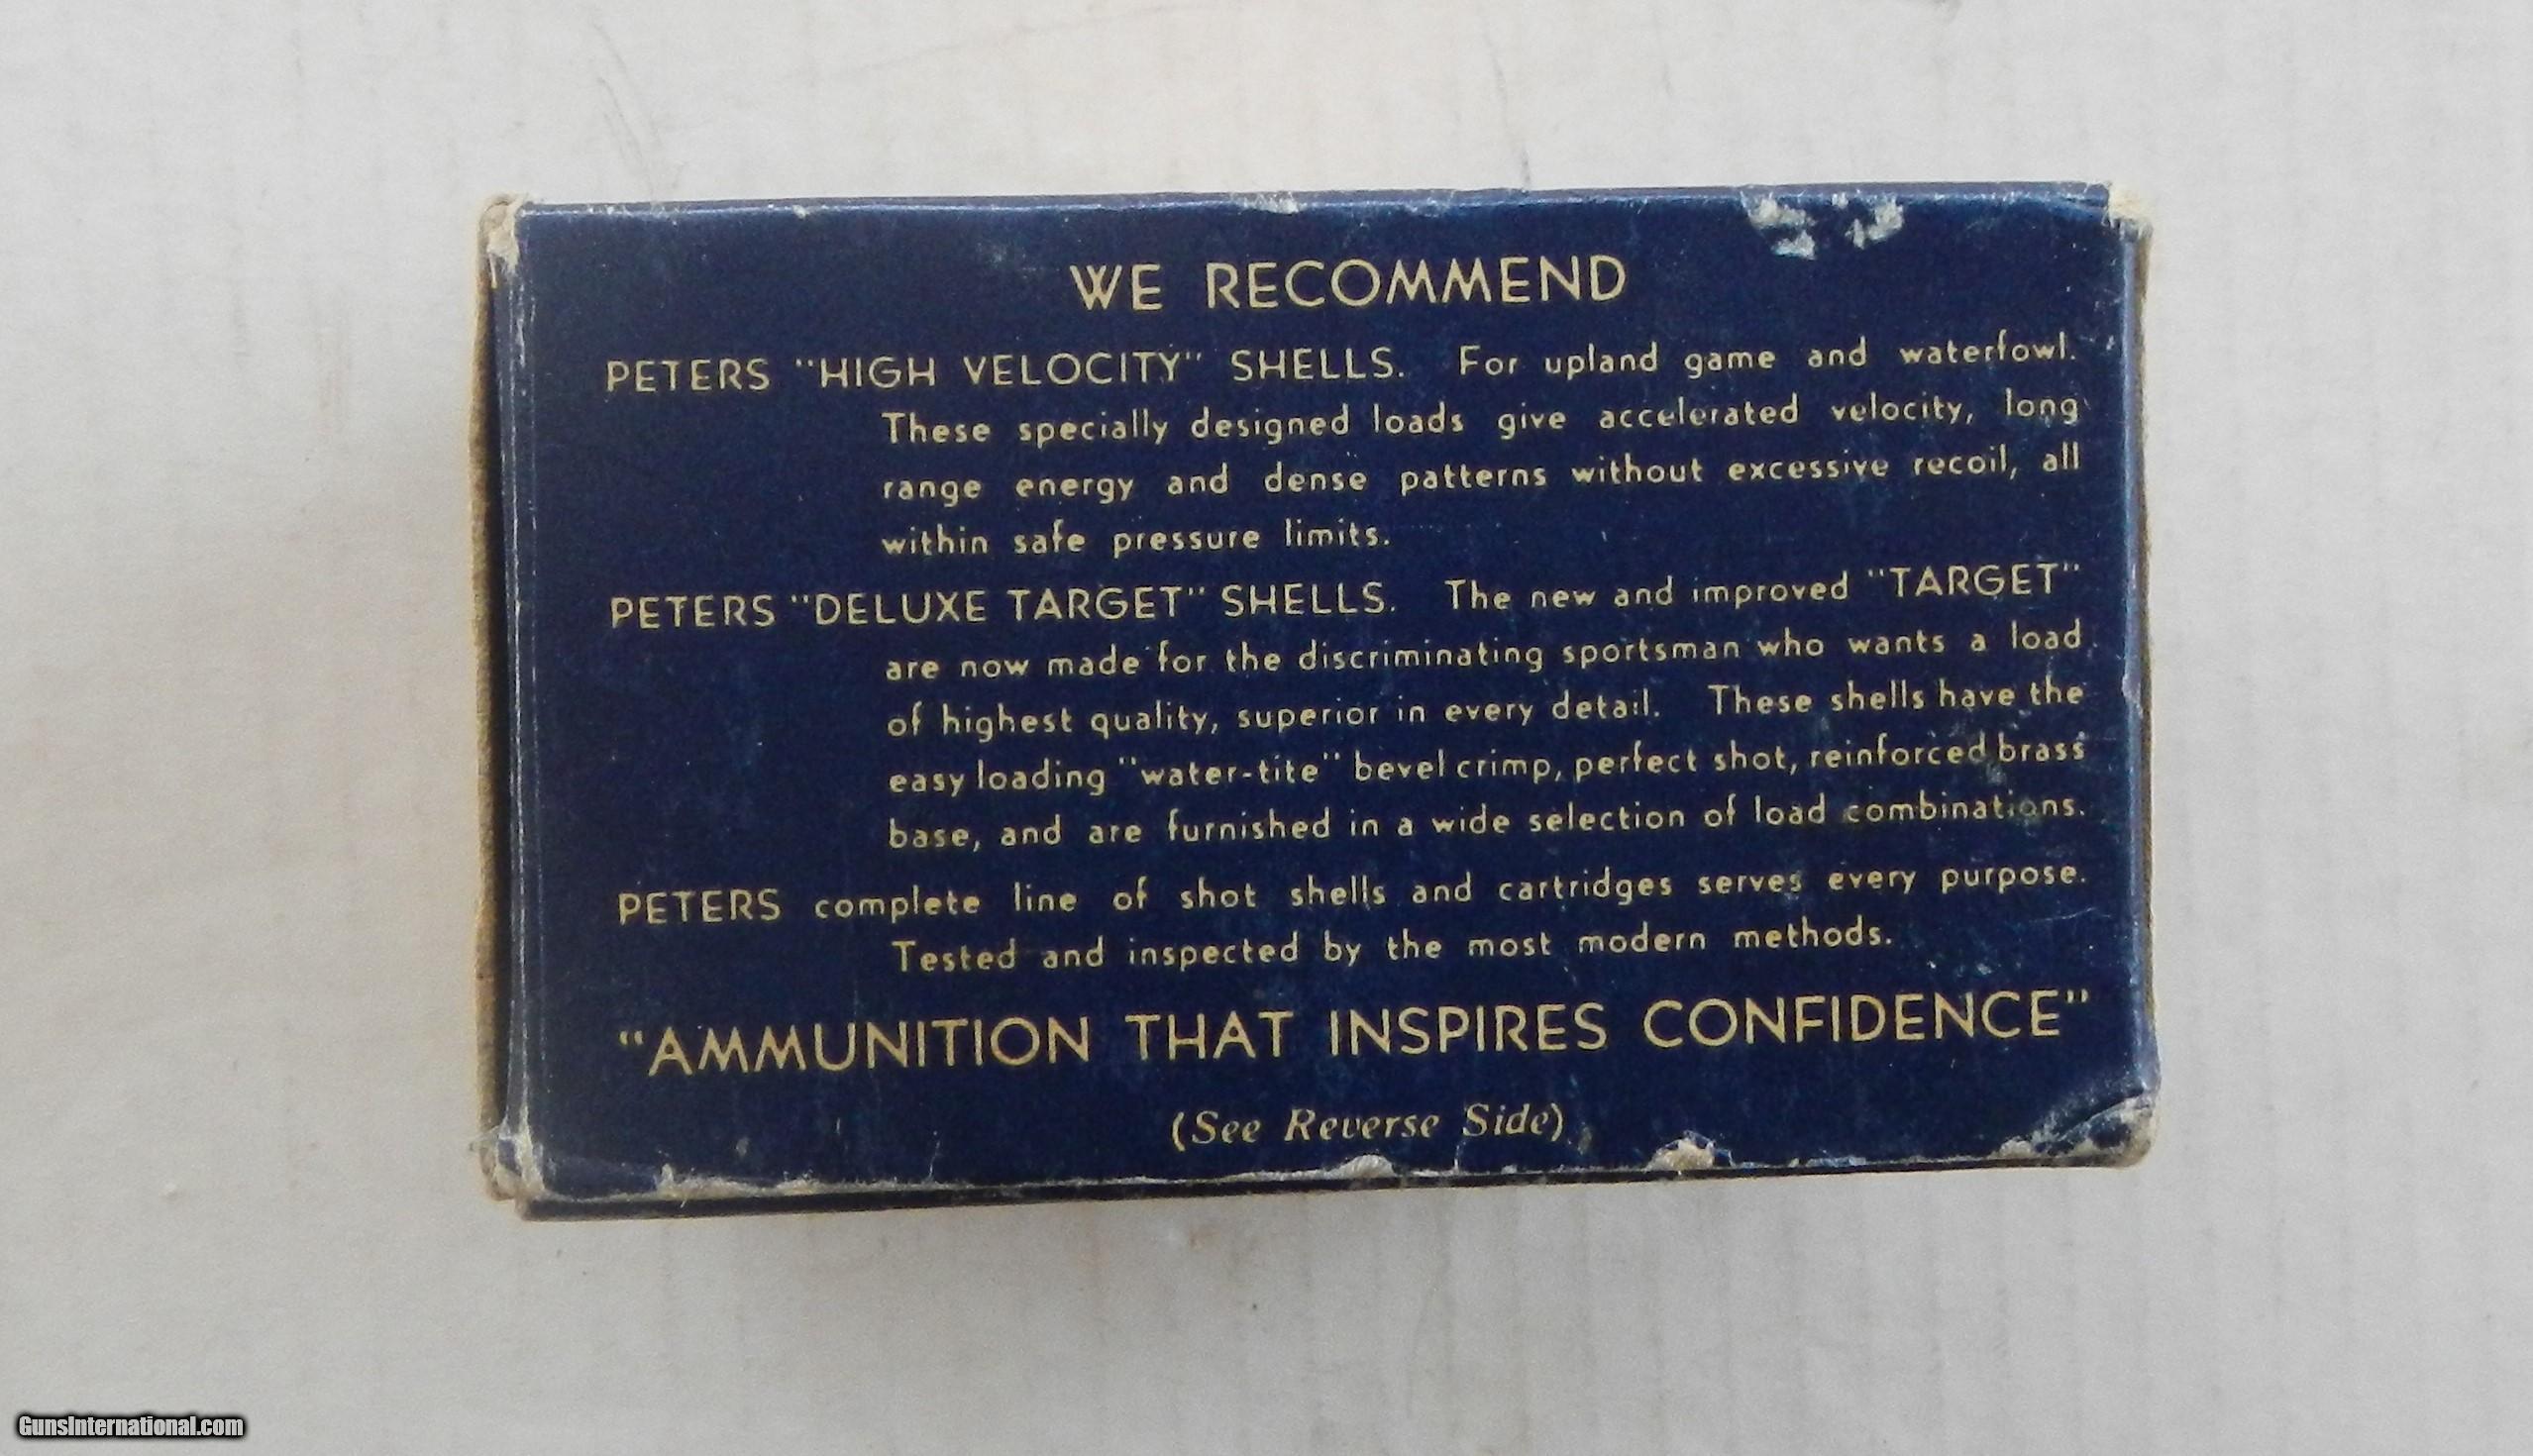 WE RECOMMEND
PETERS "HIGH VELOCITY" SHELLS. For upland game and waterfowl.
These specially designed loads give accelerated velocity, long
range energy and dense patterns without excessive recoil, all
within safe pressure limits.
PETERS "DELUXE TARGET" SHELLS. The new and improved "TARGET"
are now made for the discriminating sportsman who wants a load
of highest quality, superior in every detail. These shells have the
easy loading "water-tite" bevel crimp, perfect shot, reinforced brass
base, and are furnished in a wide selection of load combinations.
PETERS complete line of shot shells and cartridges serves every purpose.
Tested and inspected by the most modern methods.
"AMMUNITION THAT INSPIRES CONFIDENCE"
(See Reverse Side)
GunsInternational.com